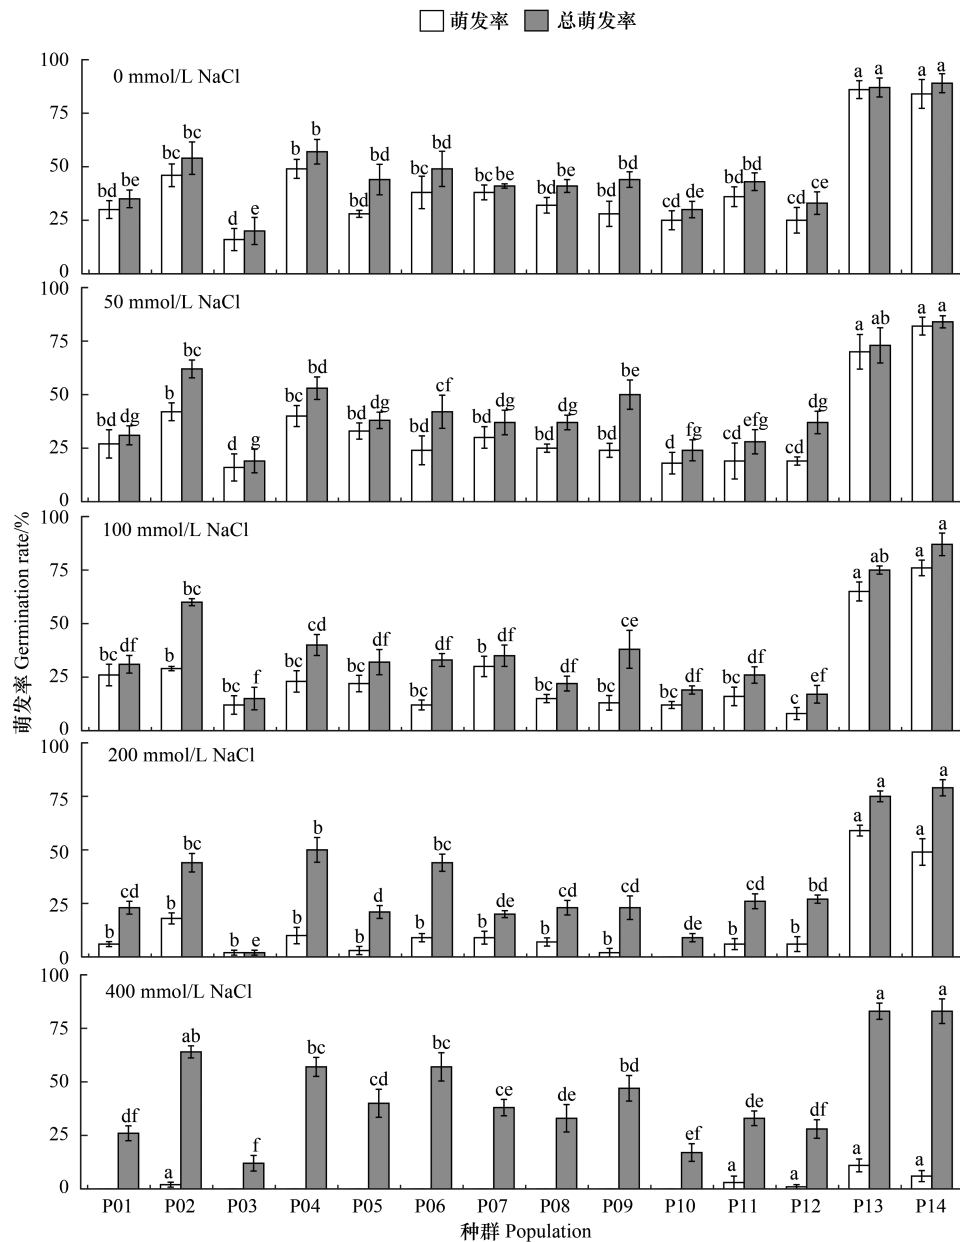 萌发率 总萌发率
0 mmol/L NaCl
100
75
50
25
0
bd be bc bc d e b b bd bd bc bd bc be bd be bd bd cd de bd bd cd ce a a a a
50 mmol/L NaCl
100
75
50
25
0
bd dg b bc d g bc bd bd dg bd cf bd dg bd dg bd be d fg cd efg cd dg a ab a a
萌发率 Germination rate/%
100 mmol/L NaCl
100
75
50
25
0
bc df b bc bc f bc cd bc df bc df b df bc df bc ce bc df bc df c ef a ab a a
200 mmol/L NaCl
100
75
50
25
0
b cd b bc b e b b b d b bc b de b cd b cd de b cd b bd a a a a
400 mmol/L NaCl
100
75
50
25
0
df a ab f bc cd bc ce de bd ef a de a df a a a a
P01 P02 P03 P04 P05 P06 P07 P08 P09 P10 P11 P12 P13 P14
种群 Population